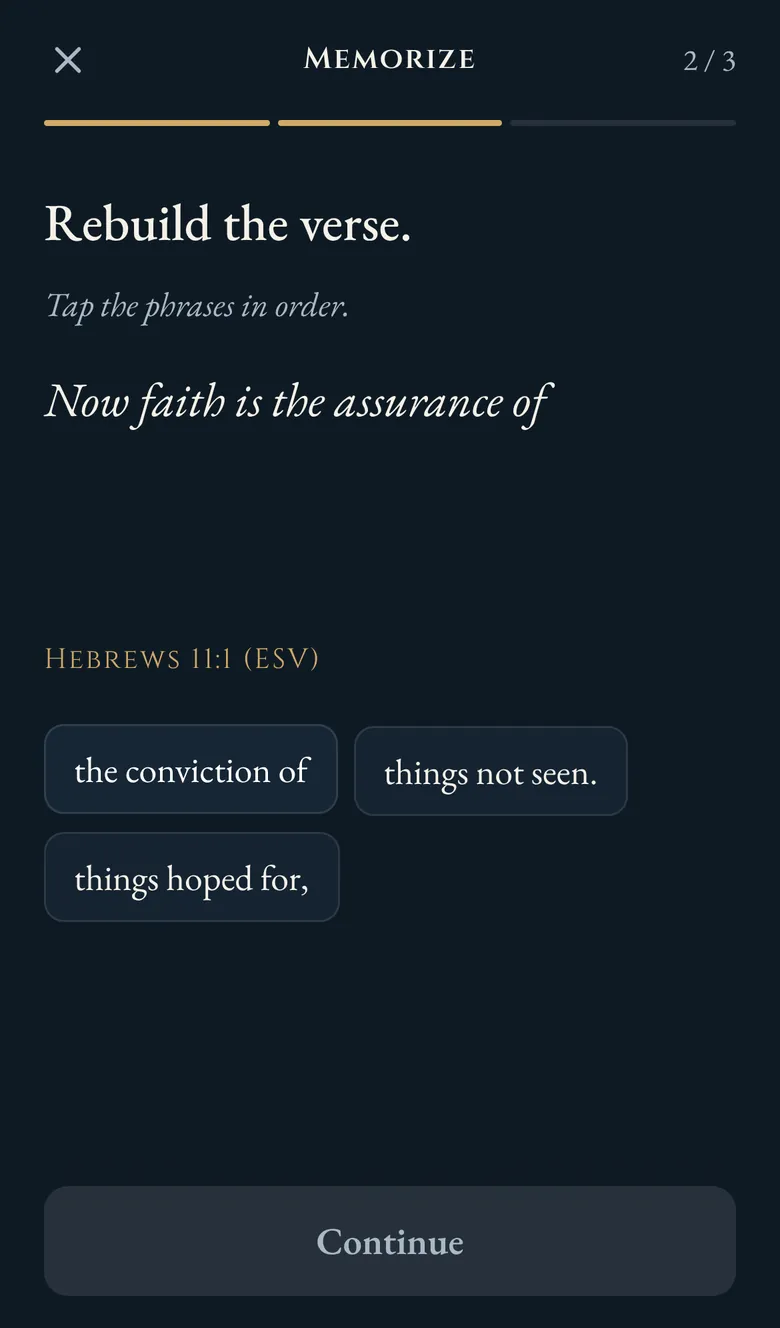 Memorize
2 / 3
Rebuild the verse.
Tap the phrases in order.
Now faith is the assurance of
Hebrews 11:1 (ESV)
the conviction of
things not seen.
things hoped for,
Continue